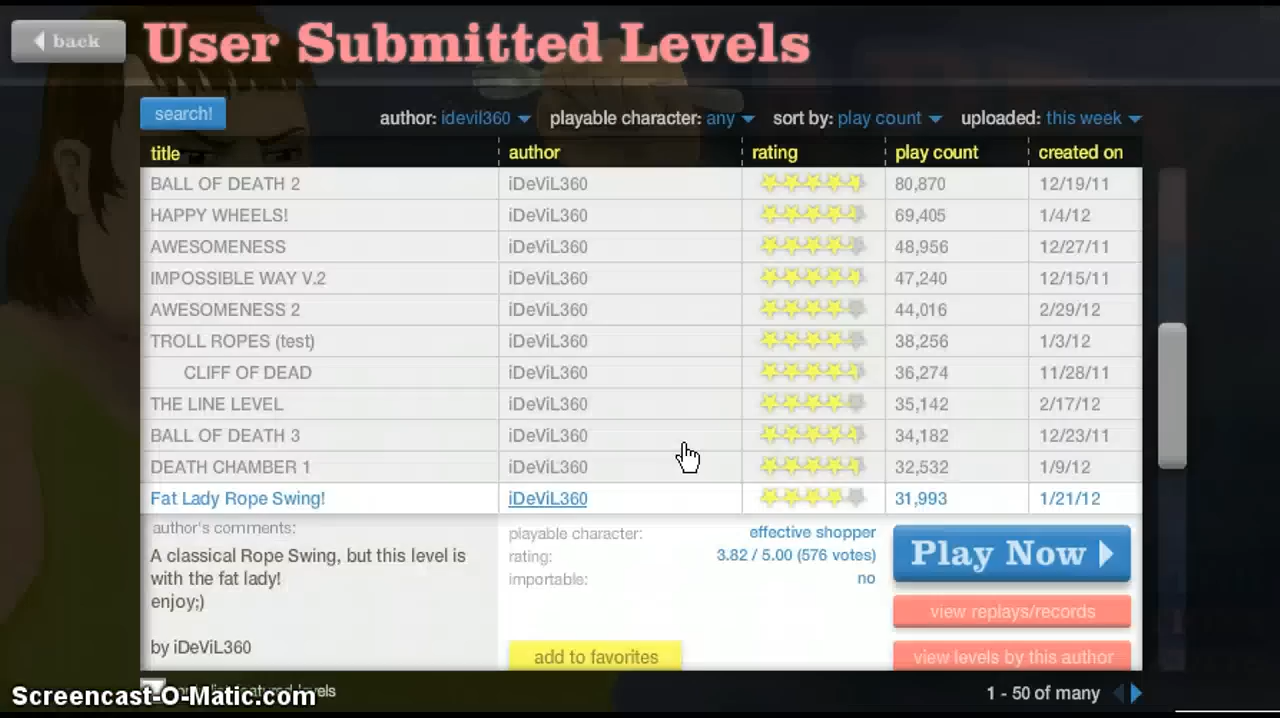 back
User Submitted Levels
search!
author: idevil360 playable character: any sort by: play count uploaded: this week
title author rating play count created on
BALL OF DEATH 2 iDeViL360 80,870 12/19/11
HAPPY WHEELS! iDeViL360 69,405 1/4/12
AWESOMENESS iDeViL360 48,956 12/27/11
IMPOSSIBLE WAY V.2 iDeViL360 47,240 12/15/11
AWESOMENESS 2 iDeViL360 44,016 2/29/12
TROLL ROPES (test) iDeViL360 38,256 1/3/12
CLIFF OF DEAD iDeViL360 36,274 11/28/11
THE LINE LEVEL iDeViL360 35,142 2/17/12
BALL OF DEATH 3 iDeViL360 34,182 12/23/11
DEATH CHAMBER 1 iDeViL360 32,532 1/9/12
Fat Lady Rope Swing! iDeViL360 31,993 1/21/12
author's comments:
A classical Rope Swing, but this level is
with the fat lady!
enjoy;)
by iDeViL360
playable character: effective shopper
rating: 3.82 / 5.00 (576 votes)
importable: no
add to favorites
Play Now
view replays/records
view levels by this author
levels
1 - 50 of many
Screencast-O-Matic.com